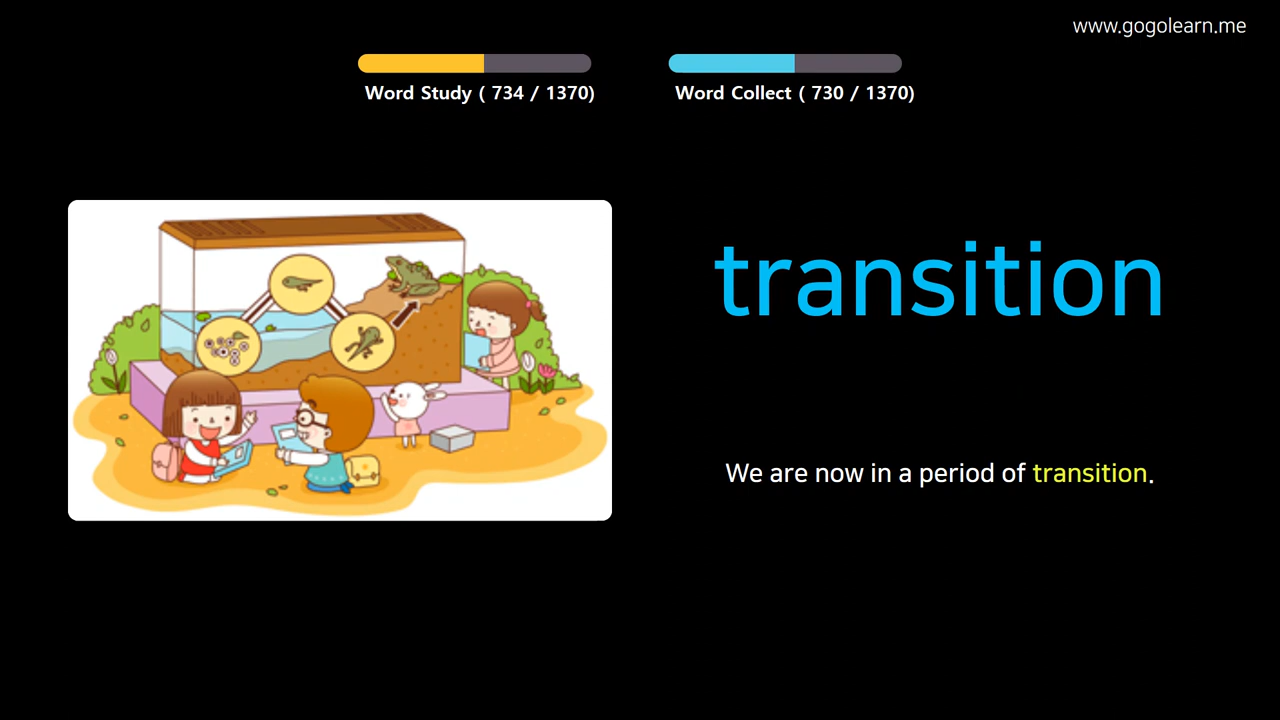 www.gogolearn.me
Word Study ( 734 / 1370)
Word Collect ( 730 / 1370)
transition
We are now in a period of transition.